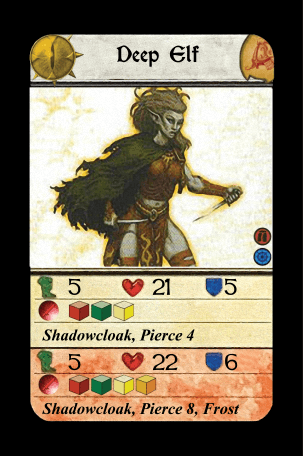 Deep Elf
5 21 5
Shadowcloak, Pierce 4
5 22 6
Shadowcloak, Pierce 8, Frost